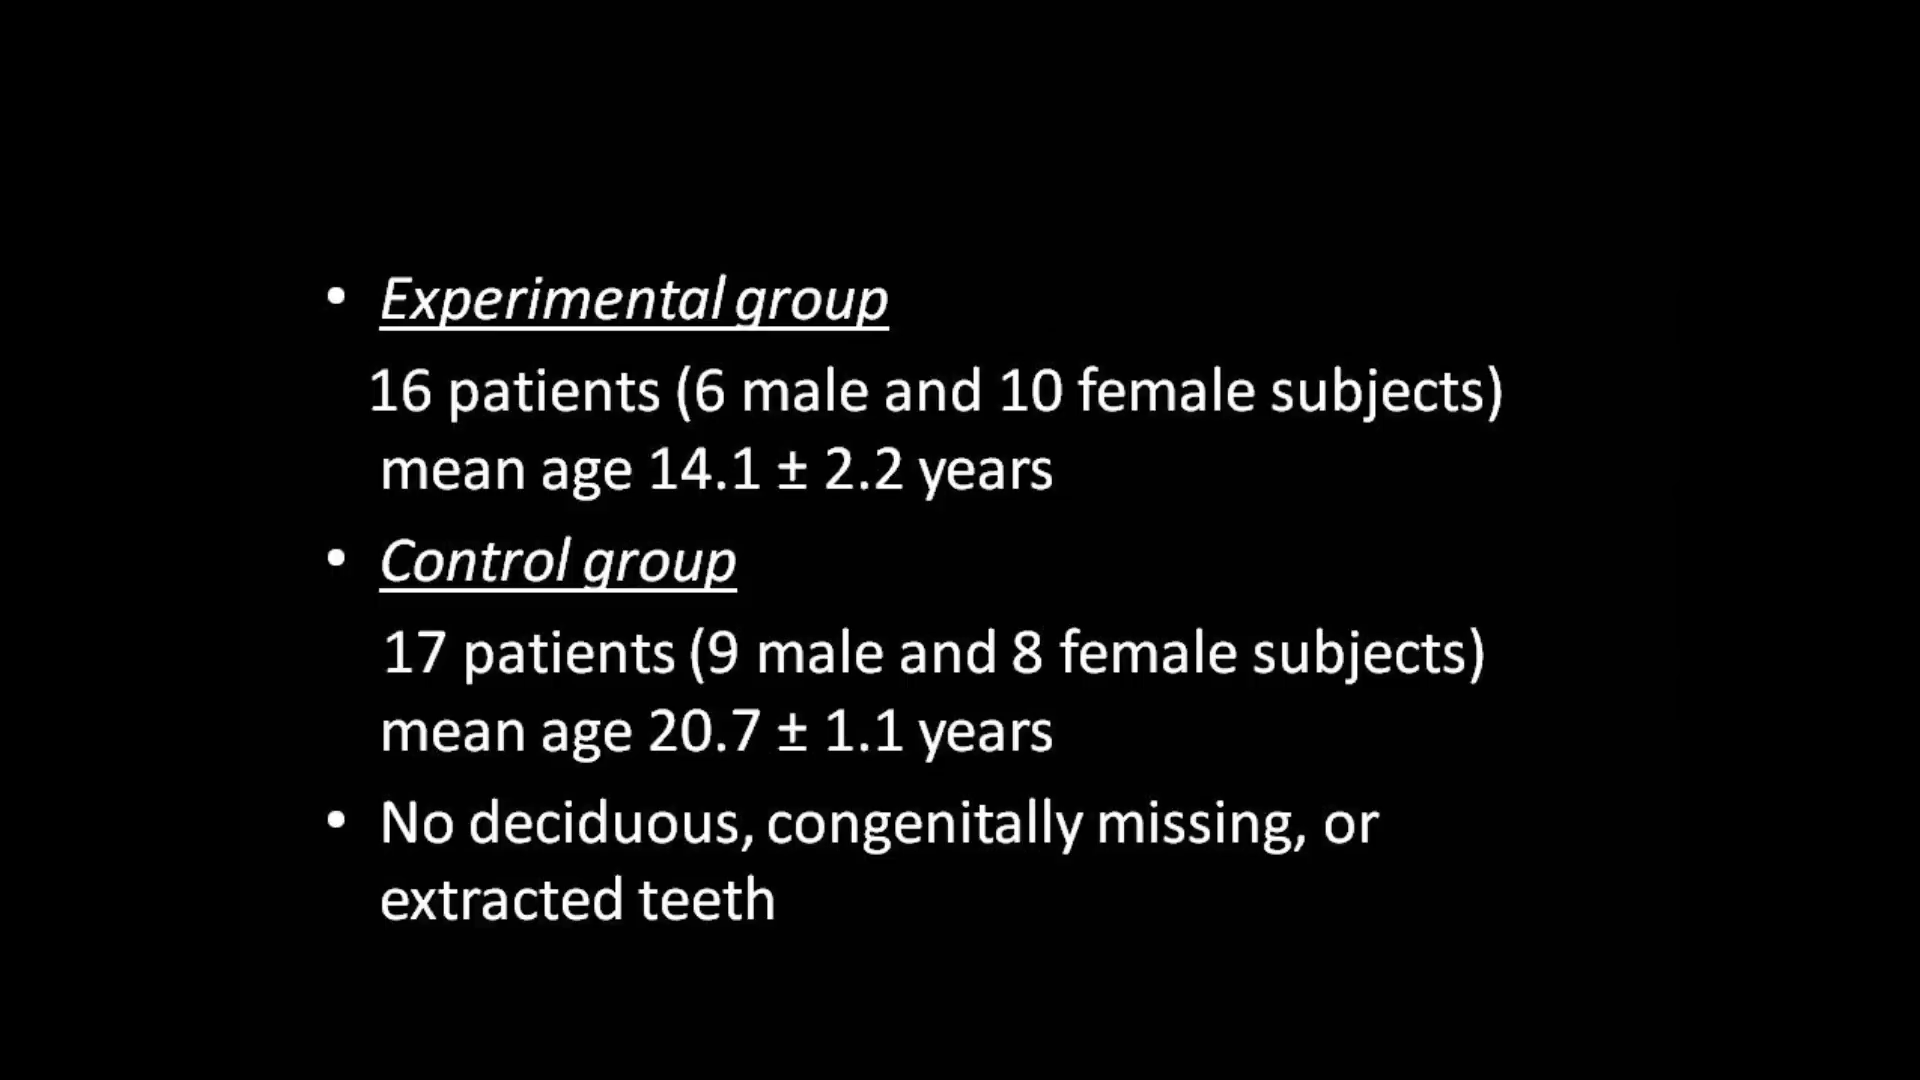 • Experimental group
16 patients (6 male and 10 female subjects)
mean age 14.1 ± 2.2 years
• Control group
17 patients (9 male and 8 female subjects)
mean age 20.7 ± 1.1 years
• No deciduous, congenitally missing, or
extracted teeth